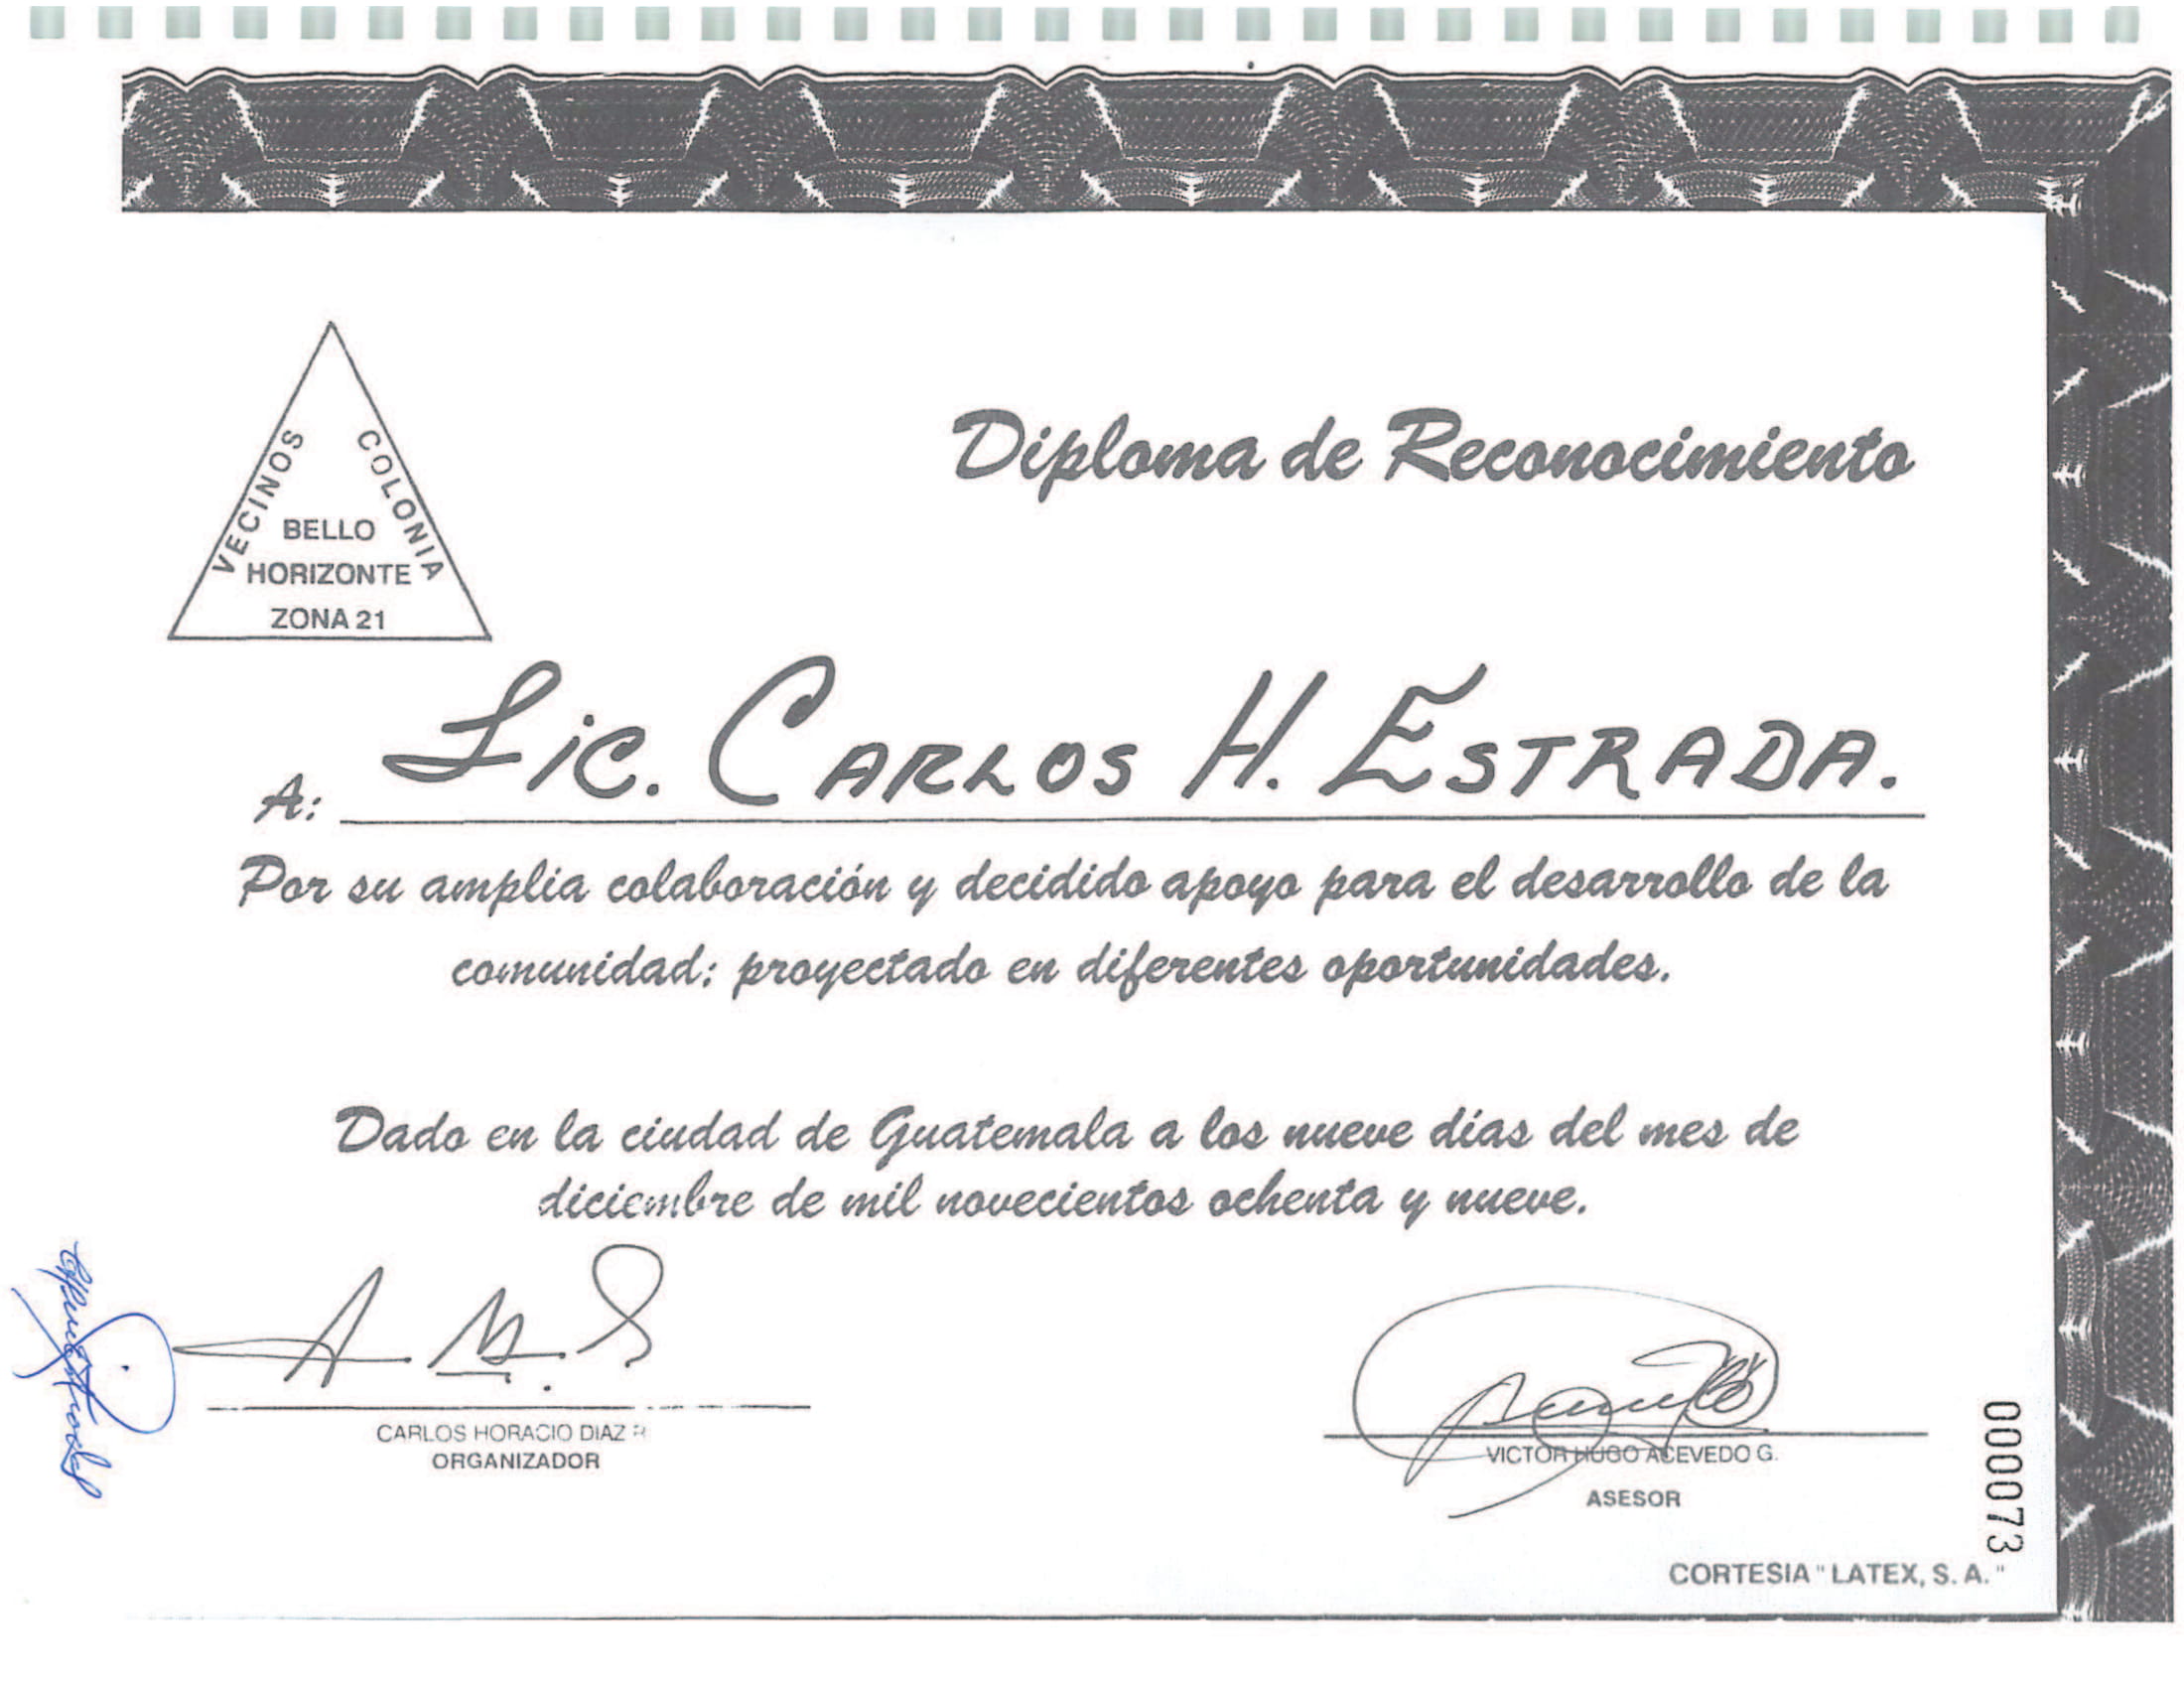 VECINOS COLONIA
BELLO
HORIZONTE
ZONA 21
Diploma de Reconocimiento
A: Lic. CARLOS H. ESTRADA.
Por su amplia colaboración y decidido apoyo para el desarrollo de la
comunidad; proyectado en diferentes oportunidades.
Dado en la ciudad de Guatemala a los nueve días del mes de
diciembre de mil novecientos ochenta y nueve.
CARLOS HORACIO DIAZ R
ORGANIZADOR
VICTOR HUGO ACEVEDO G.
ASESOR
000073
CORTESIA "LATEX, S. A."